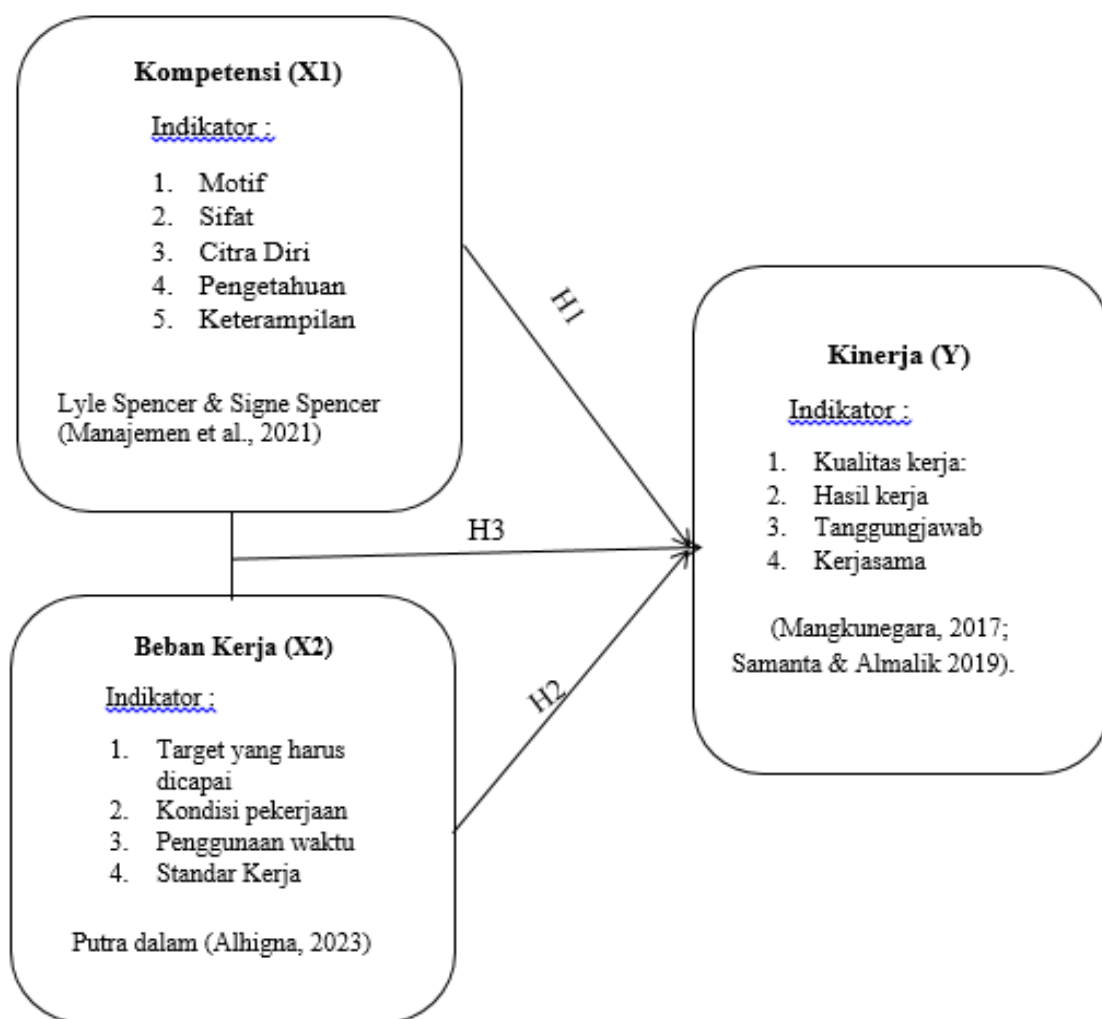 Kompetensi (X1)
Indikator :
1. Motif
2. Sifat
3. Citra Diri
4. Pengetahuan
5. Keterampilan
Lyle Spencer & Signe Spencer
(Manajemen et al., 2021)
H1
Kinerja (Y)
Indikator :
1. Kualitas kerja:
2. Hasil kerja
3. Tanggungjawab
4. Kerjasama
(Mangkunegara, 2017;
Samanta & Almalik 2019).
H3
Beban Kerja (X2)
Indikator :
1. Target yang harus
dicapai
2. Kondisi pekerjaan
3. Penggunaan waktu
4. Standar Kerja
Putra dalam (Alhigna, 2023)
H2